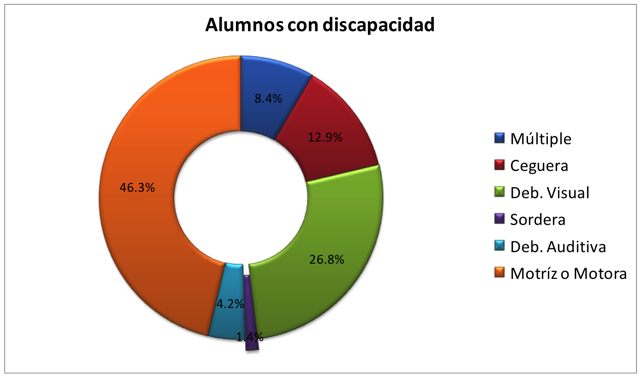 Alumnos con discapacidad
8.4%
12.9%
26.8%
1.4%
4.2%
46.3%
Múltiple
Ceguera
Deb. Visual
Sordera
Deb. Auditiva
Motríz o Motora